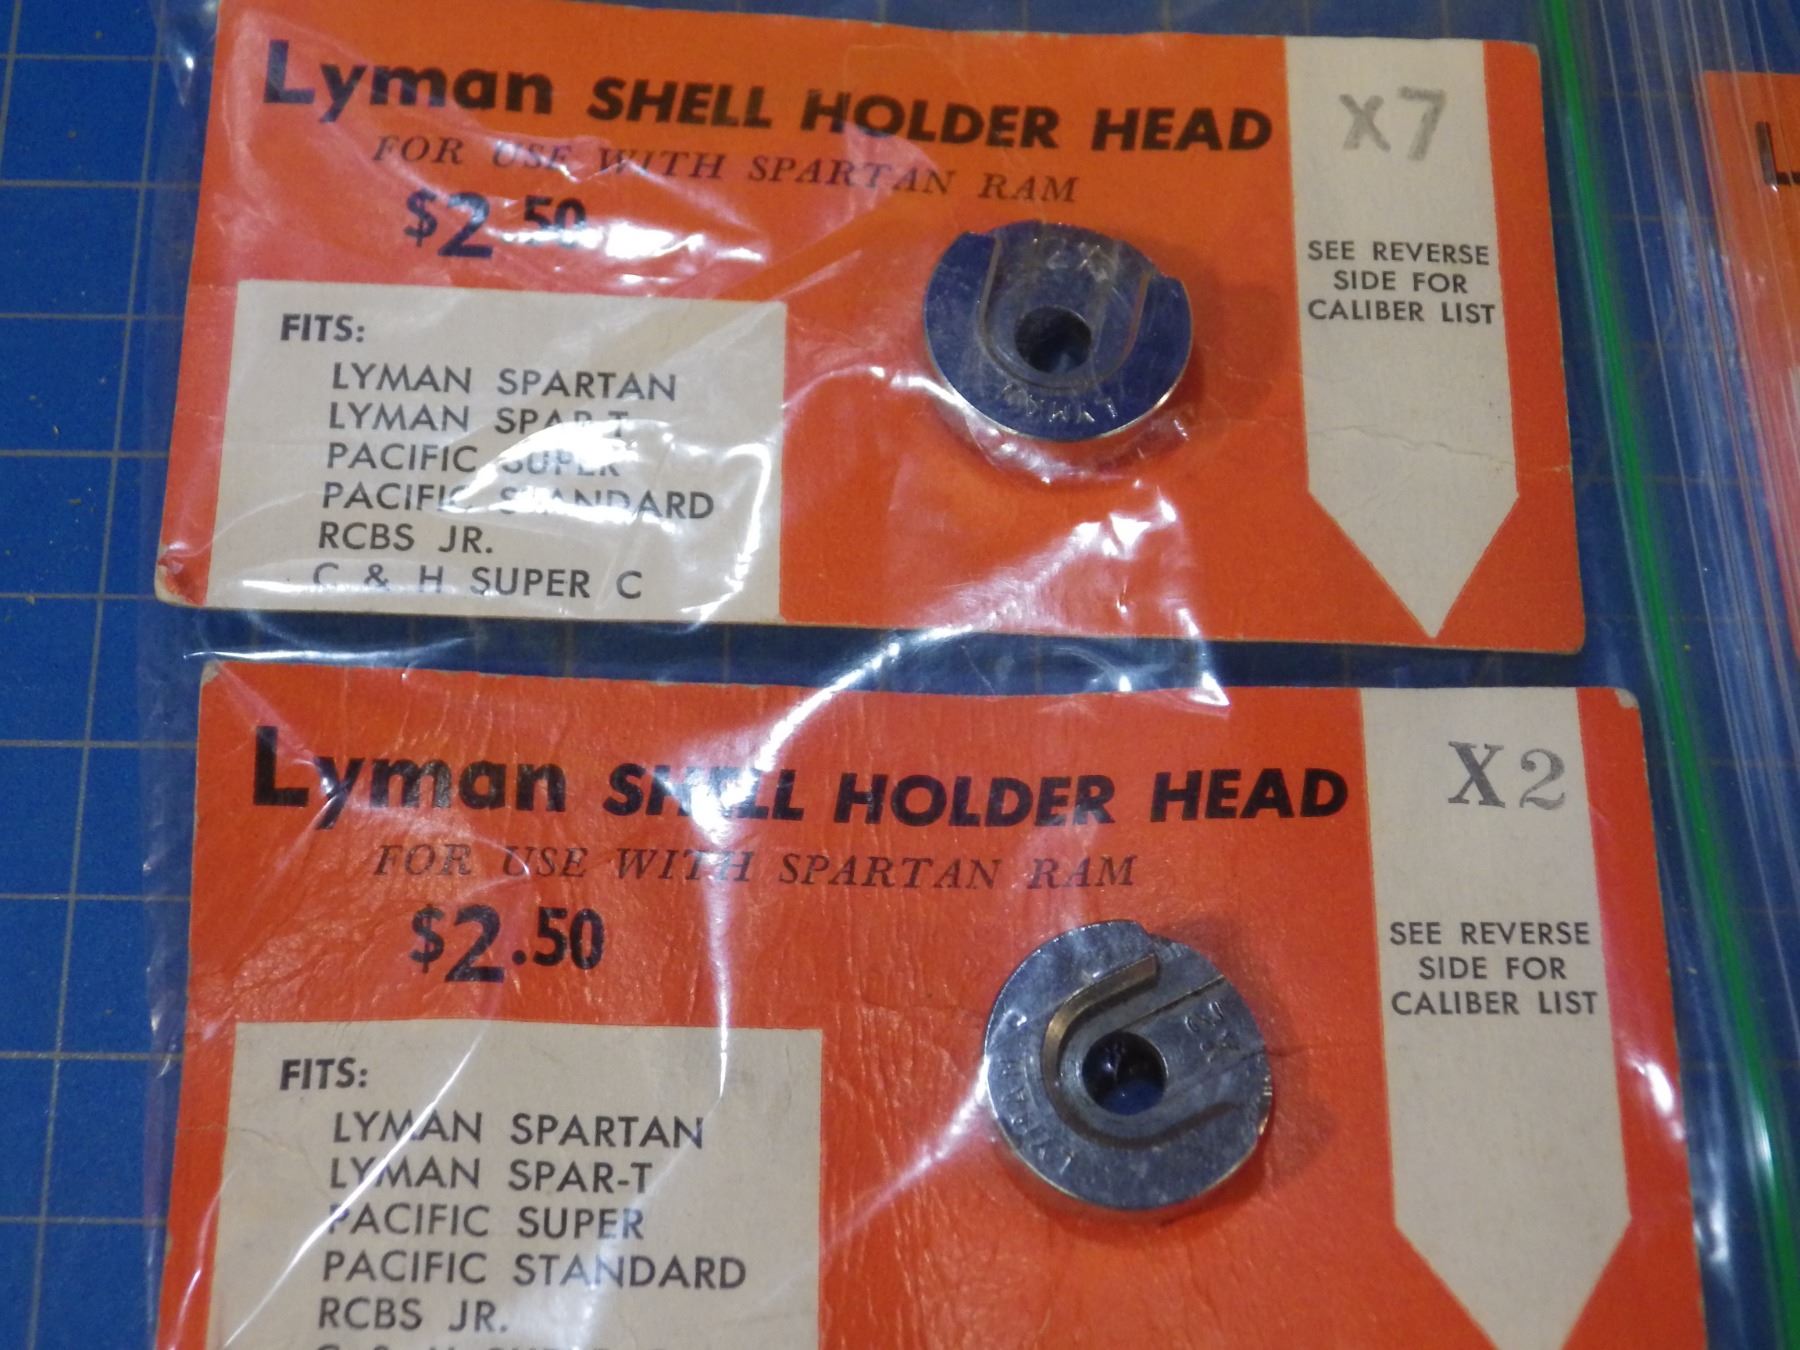 Lyman SHELL HOLDER HEAD
FOR USE WITH SPARTAN RAM
$2.50
FITS:
LYMAN SPARTAN
LYMAN SPAR-T
PACIFIC SUPER
PACIFIC STANDARD
RCBS JR.
C & H SUPER C
LYMAN
X7
SEE REVERSE
SIDE FOR
CALIBER LIST
Lyman SHELL HOLDER HEAD
FOR USE WITH SPARTAN RAM
$2.50
FITS:
LYMAN SPARTAN
LYMAN SPAR-T
PACIFIC SUPER
PACIFIC STANDARD
RCBS JR.
LYMAN
X2
SEE REVERSE
SIDE FOR
CALIBER LIST